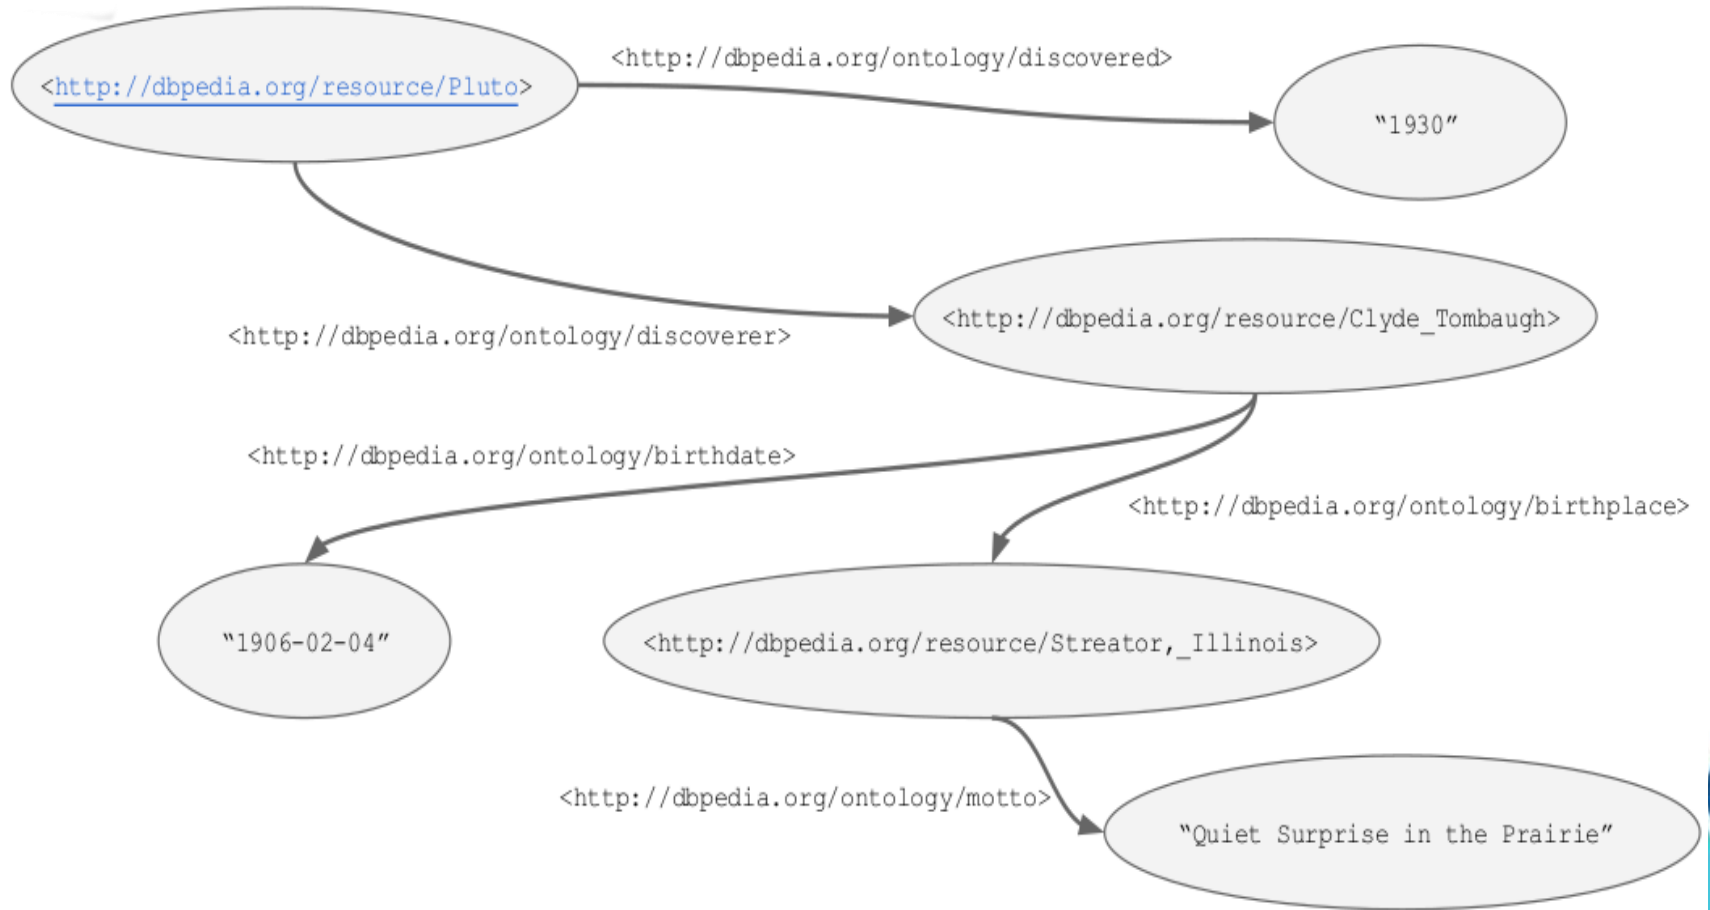 <http://dbpedia.org/ontology/discovered>
<http://dbpedia.org/resource/Pluto>
“1930”
<http://dbpedia.org/resource/Clyde_Tombaugh>
<http://dbpedia.org/ontology/discoverer>
<http://dbpedia.org/ontology/birthdate>
<http://dbpedia.org/ontology/birthplace>
“1906-02-04”
<http://dbpedia.org/resource/Streator,_Illinois>
<http://dbpedia.org/ontology/motto>
“Quiet Surprise in the Prairie”